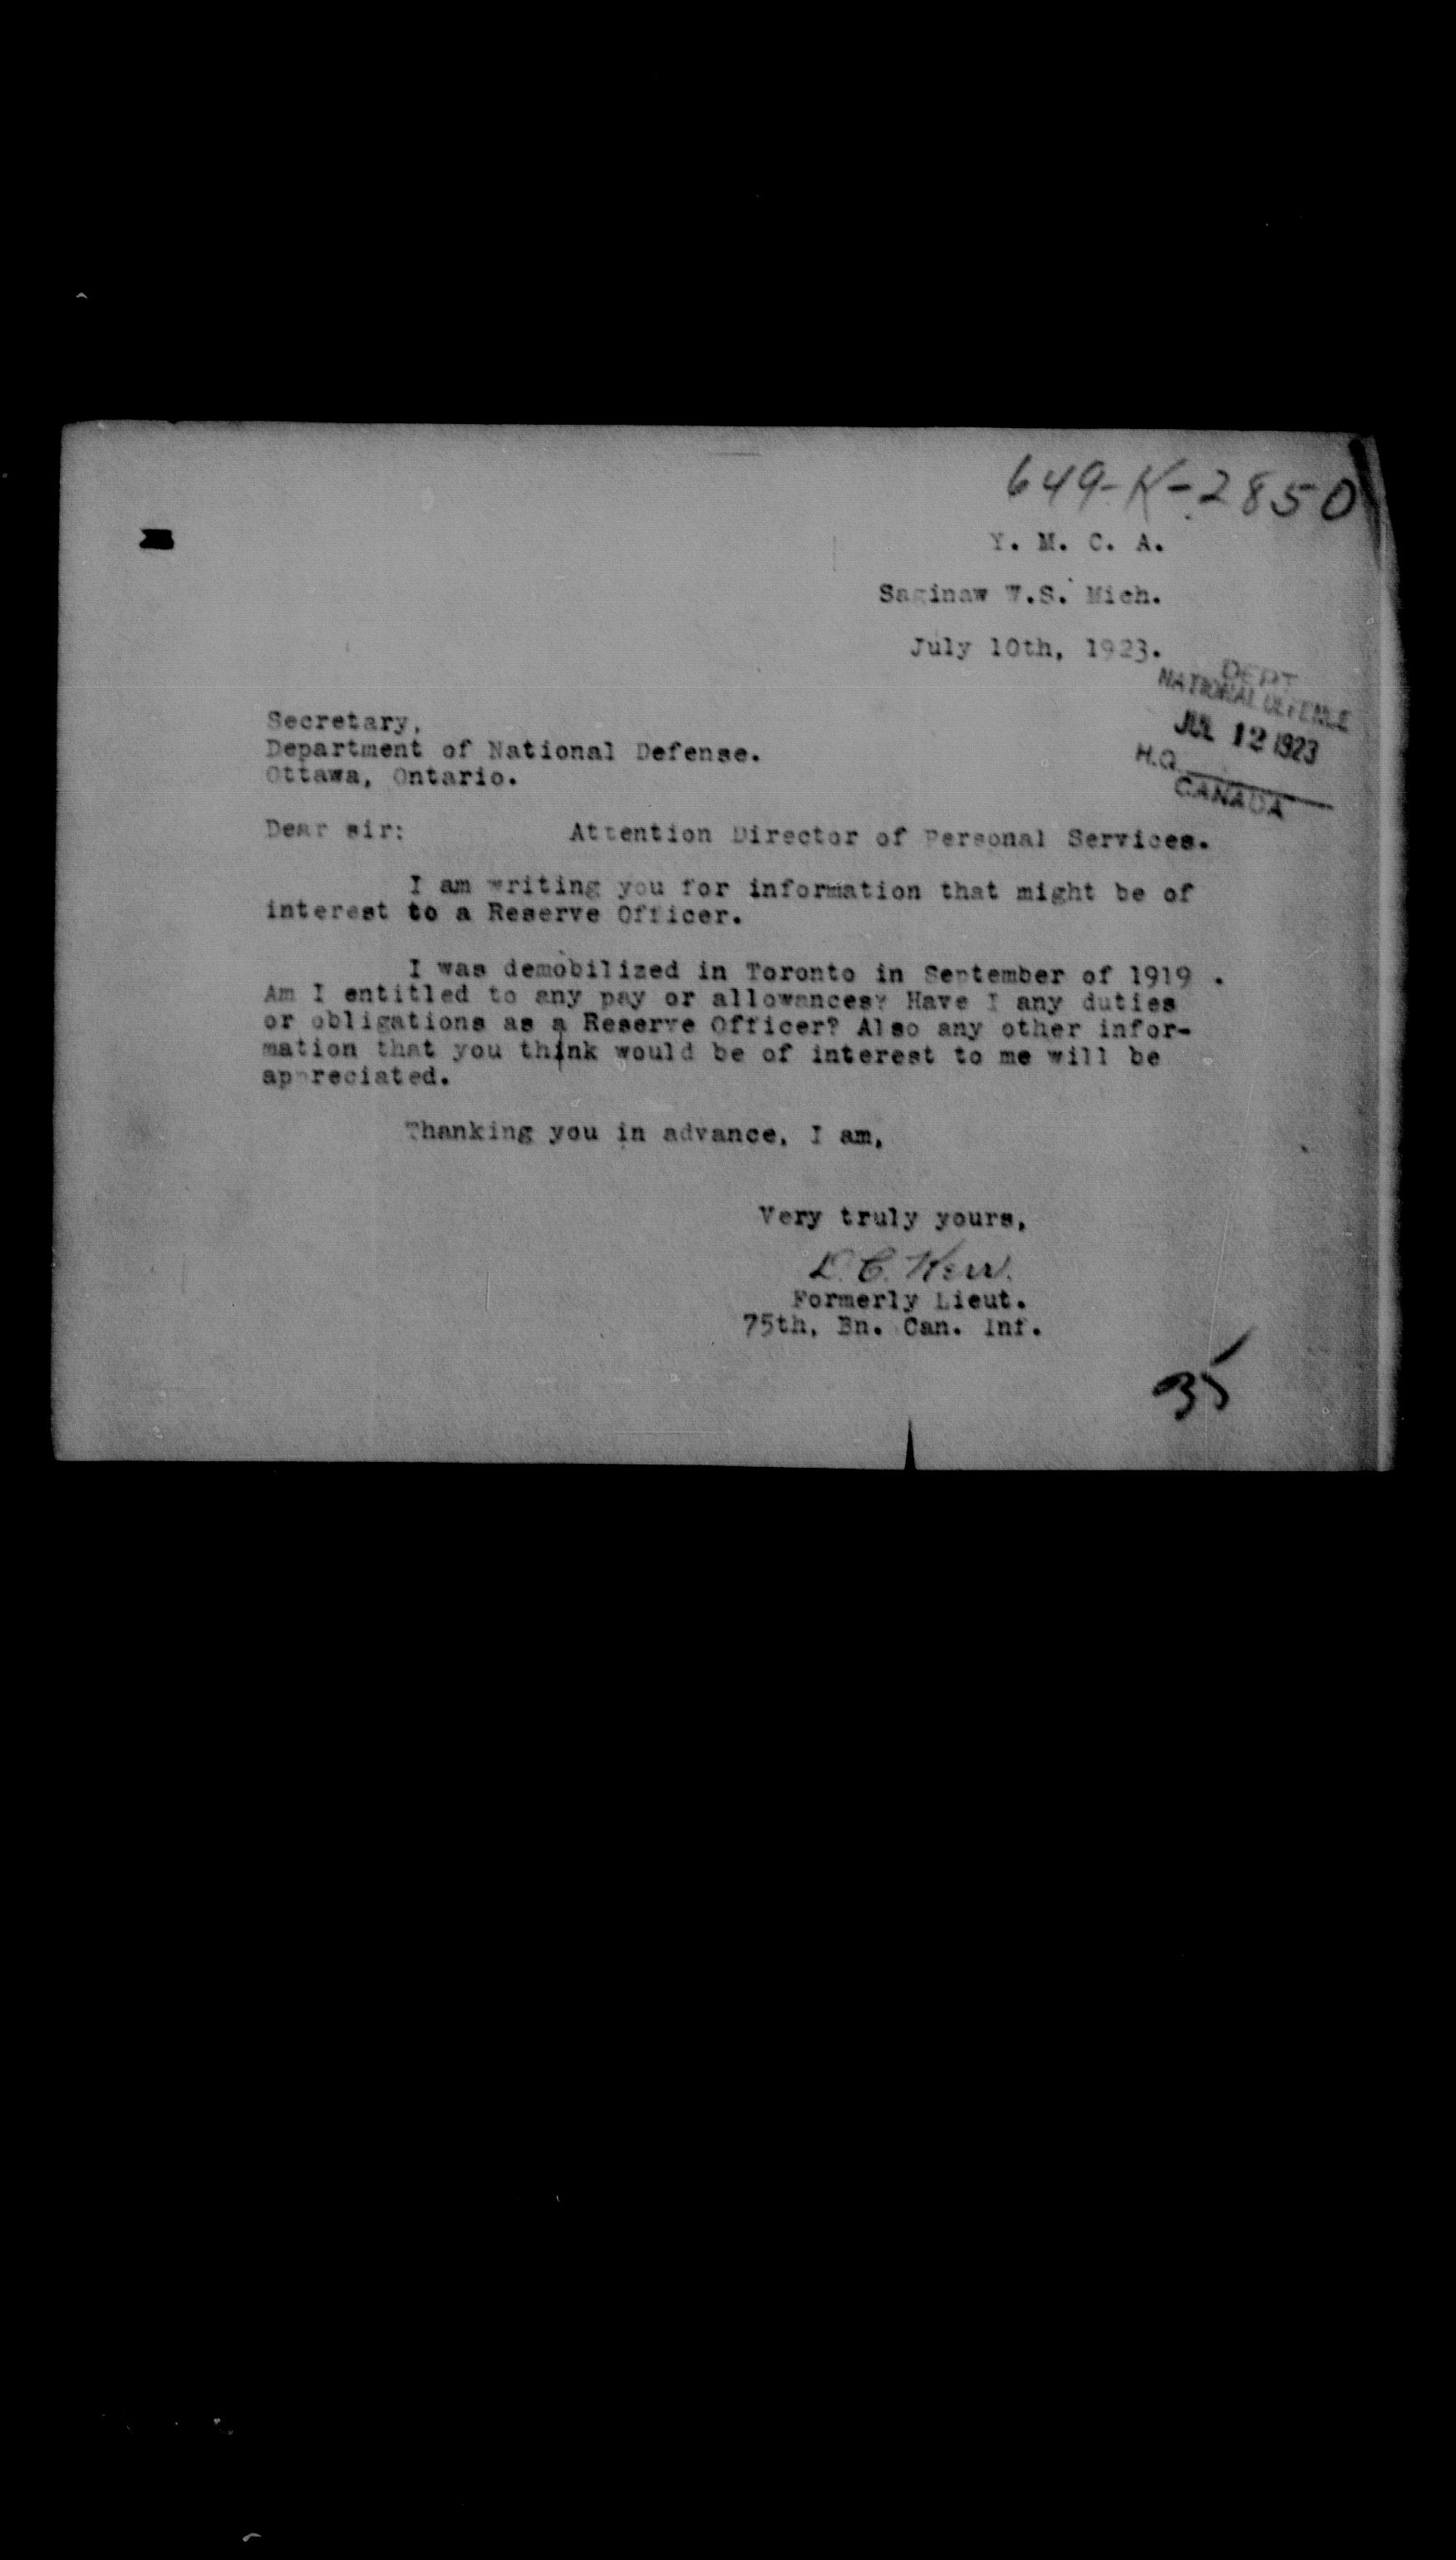 649-K-2850
Y. M. C. A.
Saginaw W.S. Mich.
July 10th, 1923.
DEPT
NATIONAL DEFENCE
JUL 12 1923
H.Q.
CANADA
Secretary,
Department of National Defense.
Ottawa, Ontario.
Dear sir: Attention Director of Personal Services.
I am writing you for information that might be of
interest to a Reserve Officer.
I was demobilized in Toronto in September of 1919 .
Am I entitled to any pay or allowances? Have I any duties
or obligations as a Reserve Officer? Also any other infor-
mation that you think would be of interest to me will be
appreciated.
Thanking you in advance, I am,
Very truly yours,
D. C. Kerr.
Formerly Lieut.
75th, Bn. Can. Inf.
35